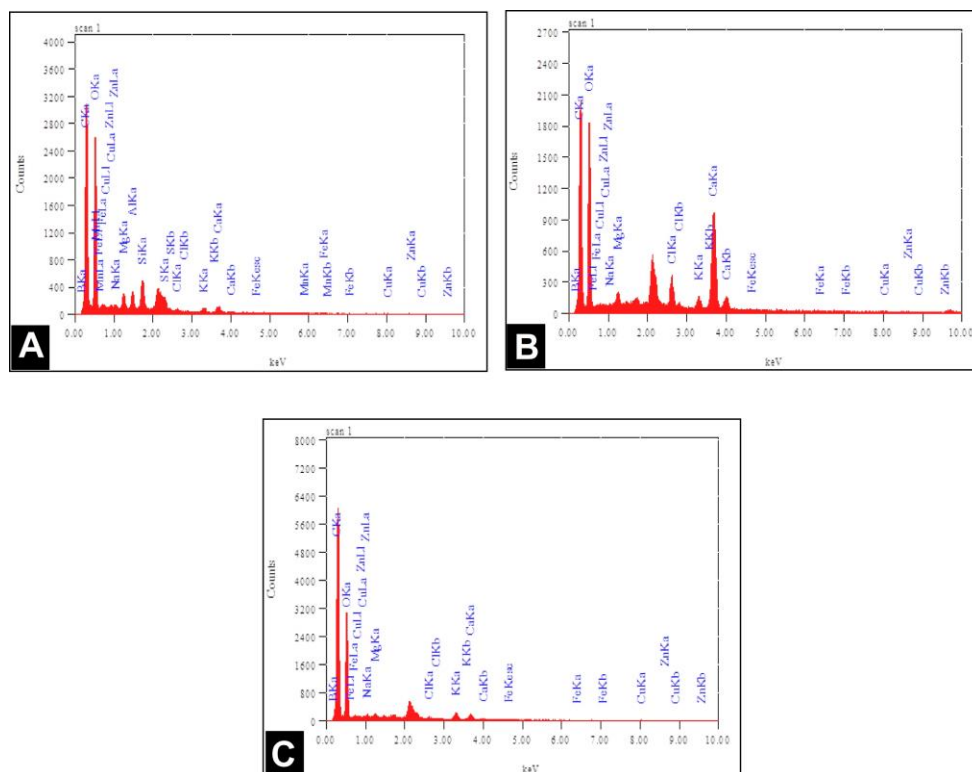 scan 1
4000
3600
3200
2800
2400
2000
1600
1200
800
400
0
Counts
BKa
CKa
OKa
MnLa
FeLa
CuLl
CuLa
ZnLl
ZnLa
NaKa
MgKa
AlKa
SiKa
SKa
SKb
ClKa
ClKb
KKa
KKb
CaKa
CaKb
FeKesc
MnKa
MnKb
FeKa
FeKb
CuKa
ZnKa
CuKb
ZnKb
0.00 1.00 2.00 3.00 4.00 5.00 6.00 7.00 8.00 9.00 10.00
keV
A
scan 1
2700
2400
2100
1800
1500
1200
900
600
300
0
Counts
BKa
CKa
OKa
FeLl
FeLa
CuLl
CuLa
ZnLl
ZnLa
NaKa
MgKa
ClKa
ClKb
KKa
KKb
CaKa
CaKb
FeKesc
FeKa
FeKb
CuKa
ZnKa
CuKb
ZnKb
0.00 1.00 2.00 3.00 4.00 5.00 6.00 7.00 8.00 9.00 10.00
keV
B
scan 1
8000
7200
6400
5600
4800
4000
3200
2400
1600
800
0
Counts
BKa
CKa
OKa
FeLl
FeLa
CuLl
CuLa
ZnLl
ZnLa
NaKa
MgKa
ClKa
ClKb
KKa
KKb
CaKa
CaKb
FeKesc
FeKa
FeKb
CuKa
ZnKa
CuKb
ZnKb
0.00 1.00 2.00 3.00 4.00 5.00 6.00 7.00 8.00 9.00 10.00
keV
C